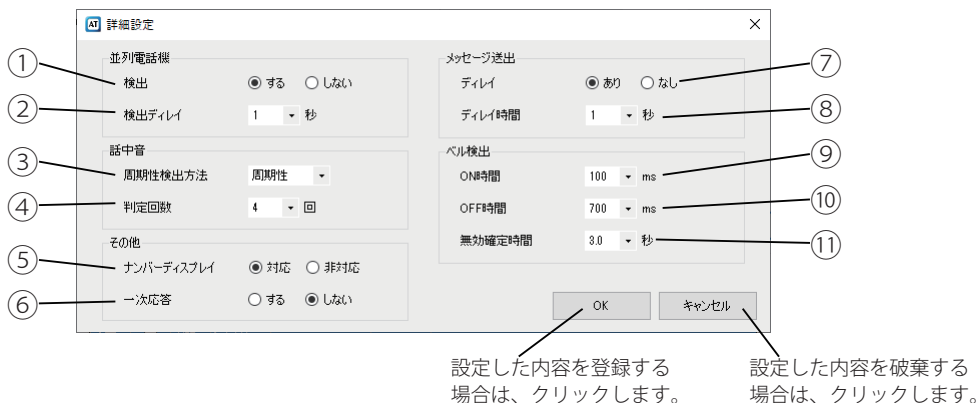 AT 詳細設定
並列電話機
① 検出 する しない
② 検出ディレイ 1 秒
話中音
③ 周期性検出方法 周期性
④ 判定回数 4 回
その他
⑤ ナンバーディスプレイ 対応 非対応
⑥ 一次応答 する しない
メッセージ送出
ディレイ あり なし ⑦
ディレイ時間 1 秒 ⑧
ベル検出
ON時間 100 ms ⑨
OFF時間 700 ms ⑩
無効確定時間 3.0 秒 ⑪
OK キャンセル
設定した内容を登録する
場合は、クリックします。
設定した内容を破棄する
場合は、クリックします。